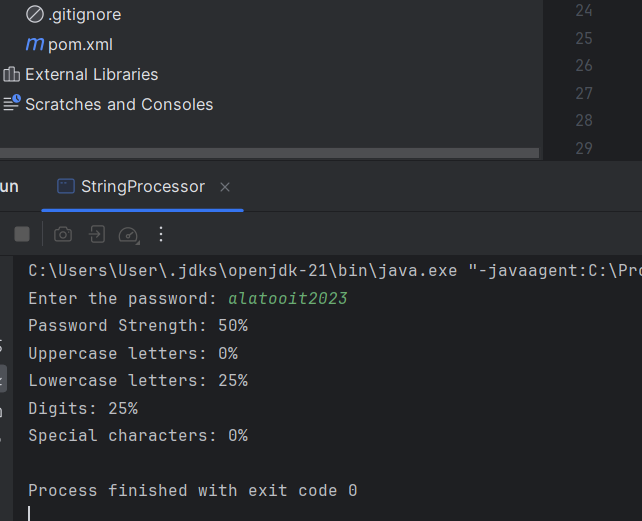 .gitignore
24
pom.xml
25
External Libraries
26
Scratches and Consoles
27
28
29
un
StringProcessor
C:\Users\User\.jdks\openjdk-21\bin\java.exe "-javaagent:C:\Pro
Enter the password: alatooit2023
Password Strength: 50%
Uppercase letters: 0%
Lowercase letters: 25%
Digits: 25%
Special characters: 0%
Process finished with exit code 0